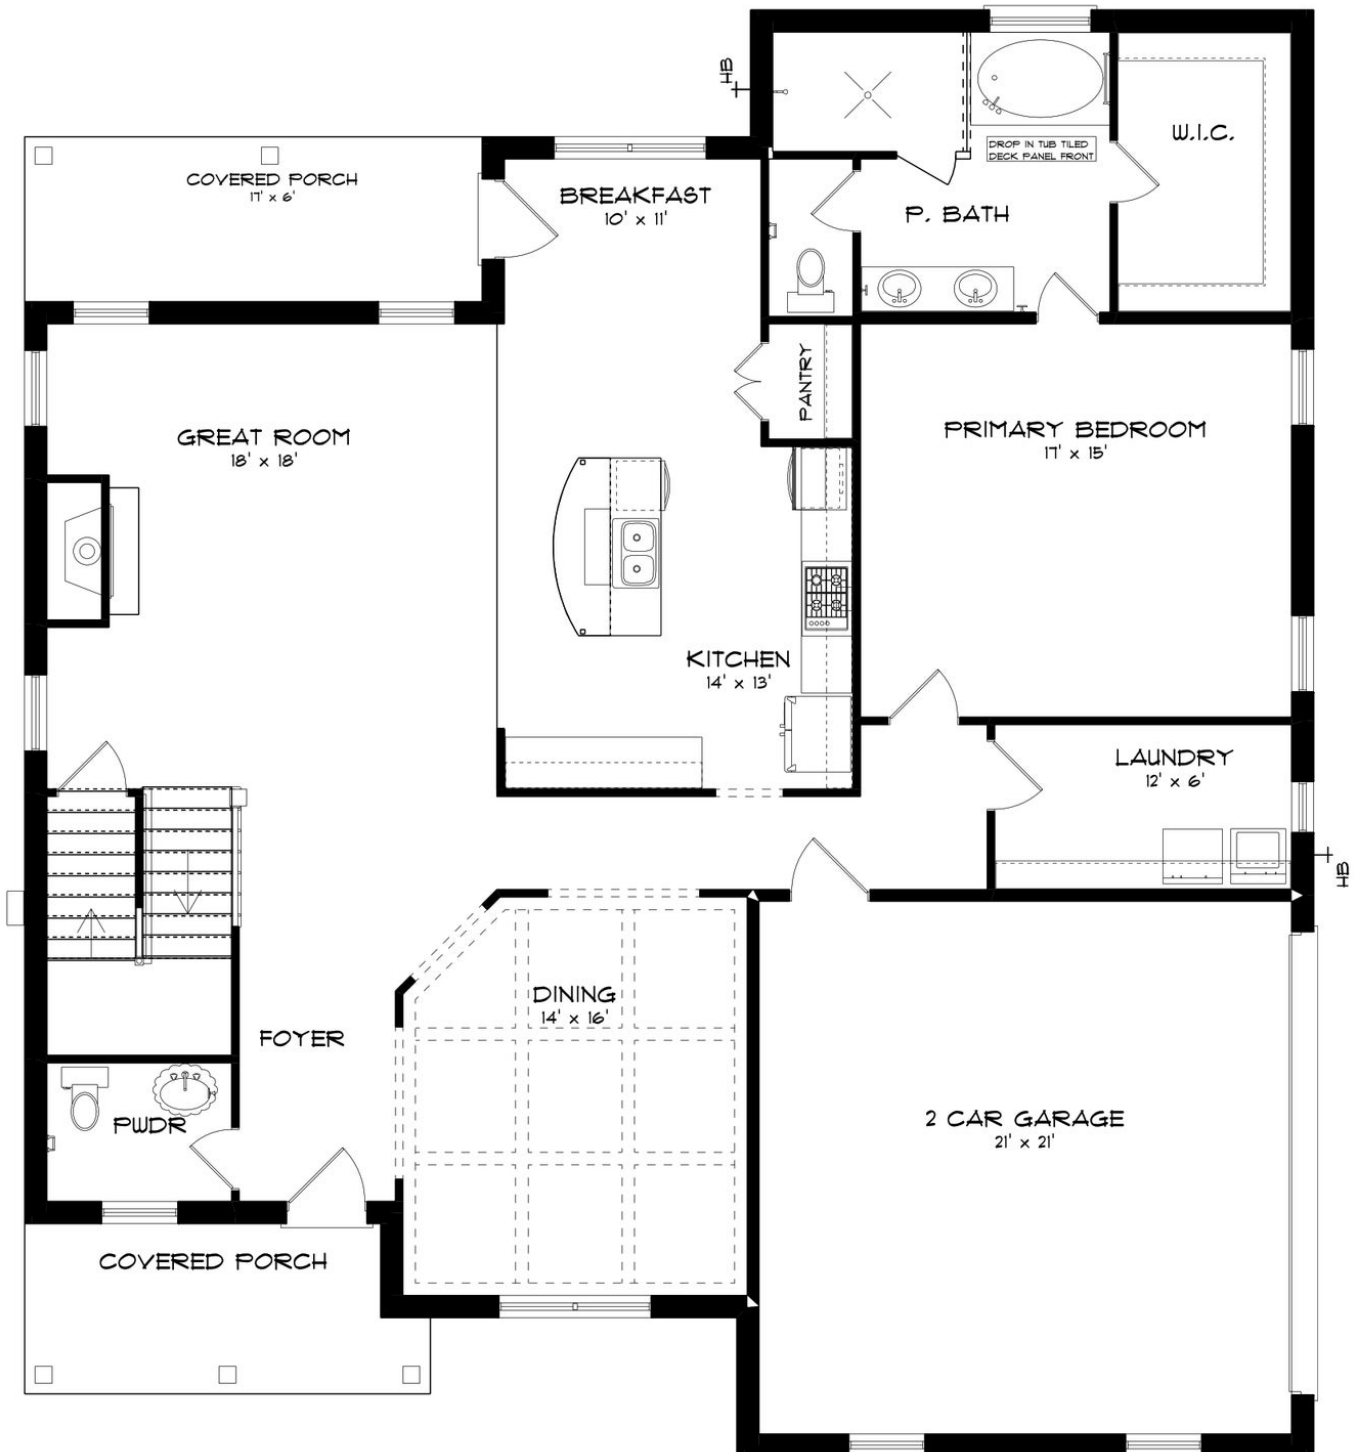 HB
W.I.C.
DROP IN TUB TILED
DECK PANEL FRONT
COVERED PORCH
17' x 6'
BREAKFAST
10' x 11'
P. BATH
PANTRY
GREAT ROOM
18' x 18'
PRIMARY BEDROOM
17' x 15'
KITCHEN
14' x 13'
LAUNDRY
12' x 6'
HB
DINING
14' x 16'
FOYER
PWDR
2 CAR GARAGE
21' x 21'
COVERED PORCH